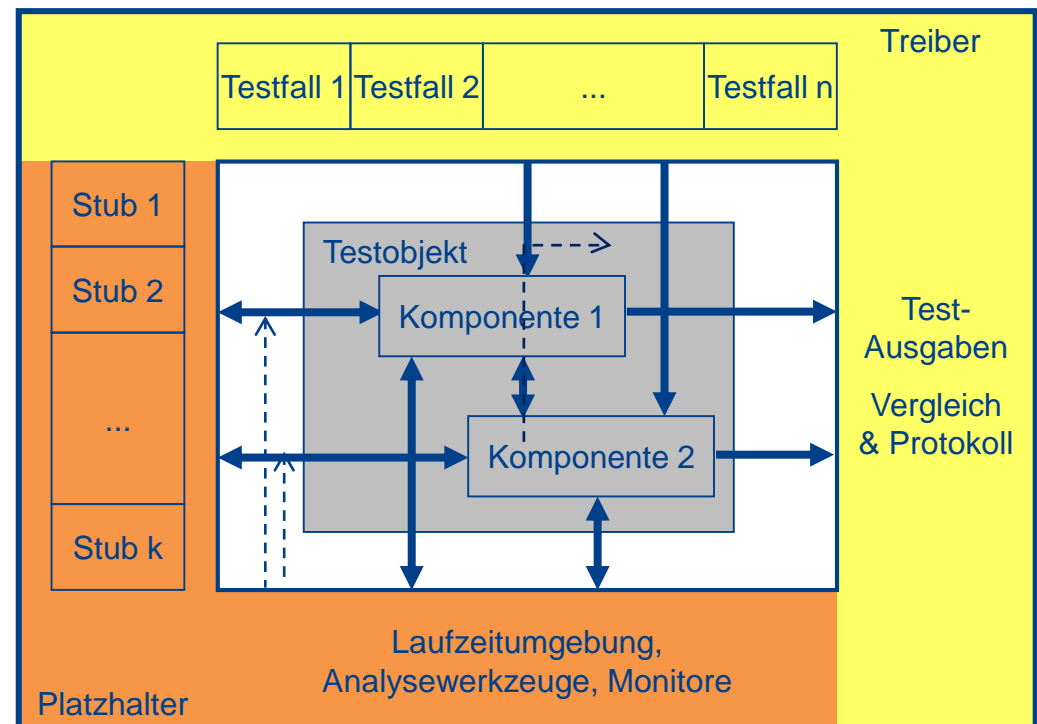 Treiber
Testfall 1 Testfall 2 ... Testfall n
Stub 1
Stub 2
...
Stub k
Testobjekt
Komponente 1
Komponente 2
Test-
Ausgaben
Vergleich
& Protokoll
Laufzeitumgebung,
Analysewerkzeuge, Monitore
Platzhalter